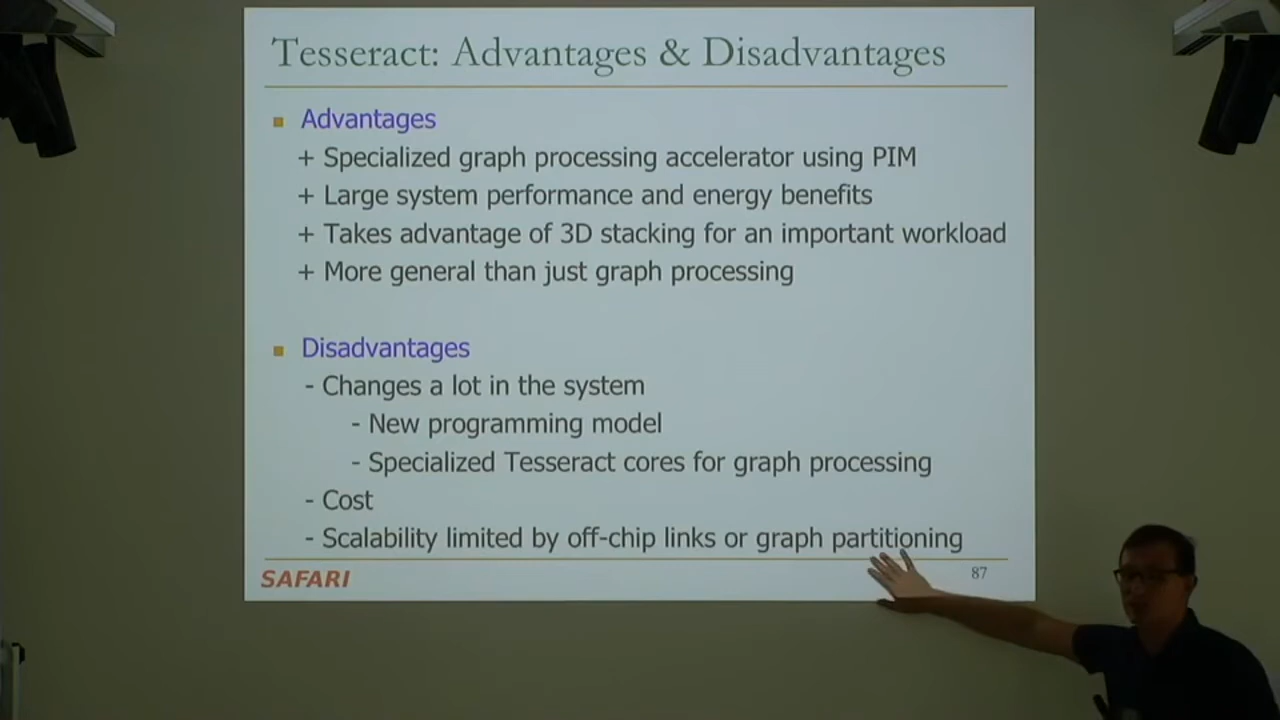 Tesseract: Advantages & Disadvantages
Advantages
+ Specialized graph processing accelerator using PIM
+ Large system performance and energy benefits
+ Takes advantage of 3D stacking for an important workload
+ More general than just graph processing
Disadvantages
- Changes a lot in the system
- New programming model
- Specialized Tesseract cores for graph processing
- Cost
- Scalability limited by off-chip links or graph partitioning
SAFARI
87